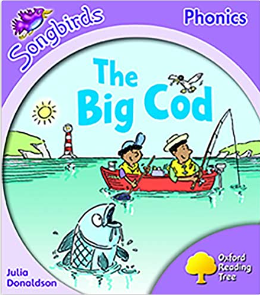 Songbirds
Phonics
The
Big Cod
Julia
Donaldson
Oxford
Reading
Tree